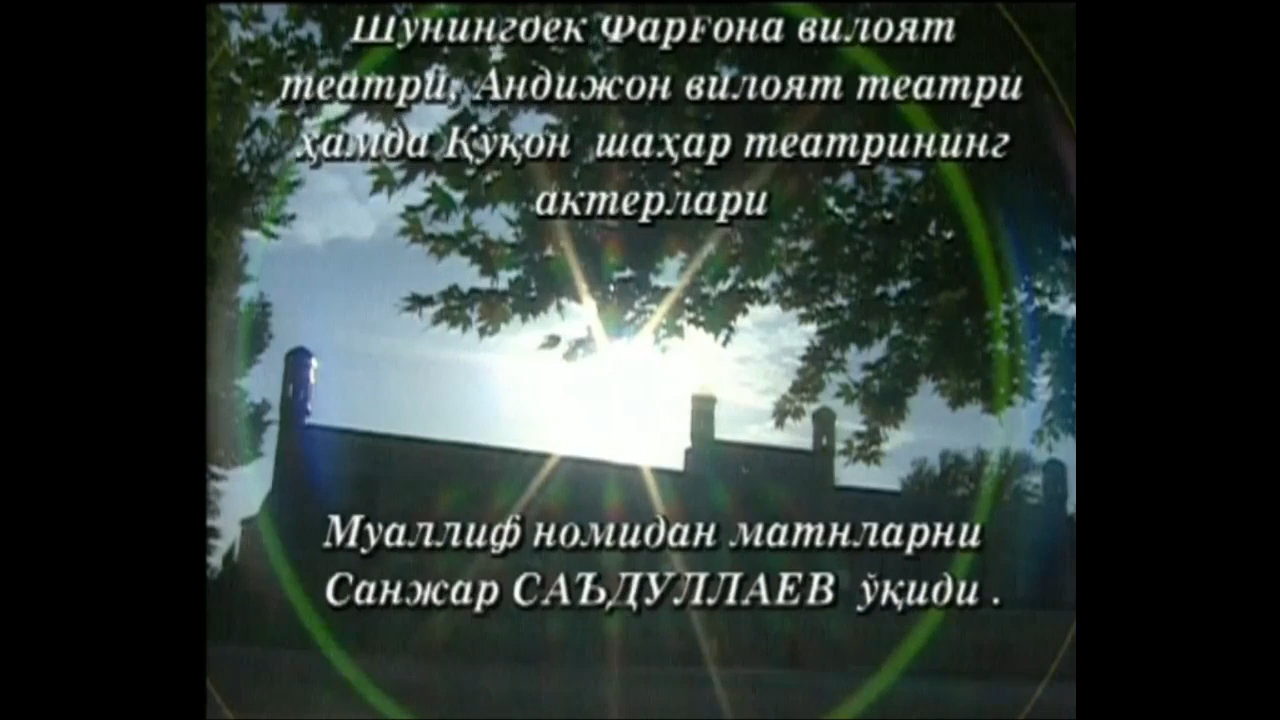 Шунингдек Фарғона вилоят
театри, Андижон вилоят театри
ҳамда Қўқон шаҳар театрининг
актерлари
Муаллиф номидан матнларни
Санжар САЪДУЛЛАЕВ ўқиди .